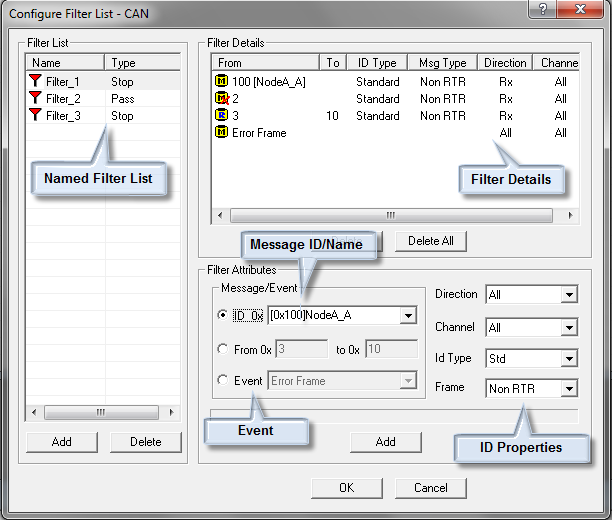 Configure Filter List - CAN
Filter List
Name Type
Filter_1 Stop
Filter_2 Pass
Filter_3 Stop
Named Filter List
Add Delete
Filter Details
From To ID Type Msg Type Direction Channe
M 100 [NodeA_A] Standard Non RTR Rx All
M 2 Standard Non RTR Rx All
R 3 10 Standard Non RTR Rx All
M Error Frame All All
Filter Details
Delete All
Message ID/Name
Filter Attributes
Message/Event
ID 0x [0x100]NodeA_A
From 0x 3 to 0x 10
Event Error Frame
Event
Direction All
Channel All
Id Type Std
Frame Non RTR
ID Properties
Add
OK Cancel